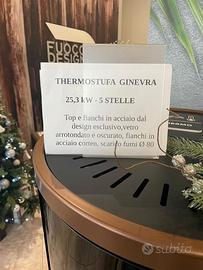 FUOCO
DESIGN
THERMOSTUFA GINEVRA
25,3 kW - 5 STELLE
Top e fianchi in acciaio dal
design esclusivo,vetro
arrotondato e oscurato, fianchi in
acciaio corten, scarico fumi Ø 80
subito